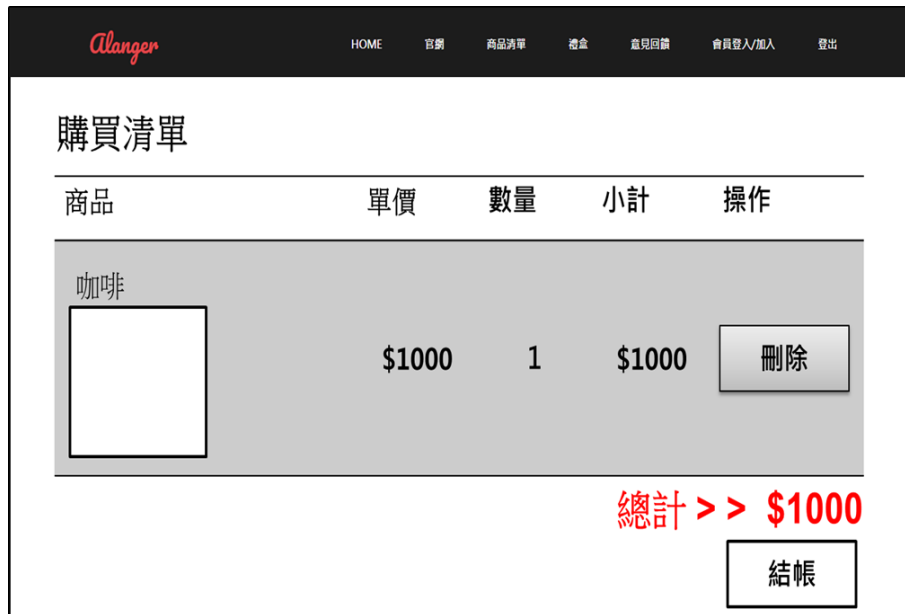 Alanger HOME 官網 商品清單 禮盒 意見回饋 會員登入/加入 登出
購買清單
商品 單價 數量 小計 操作
咖啡
$1000 1 $1000 刪除
總計 > > $1000
結帳